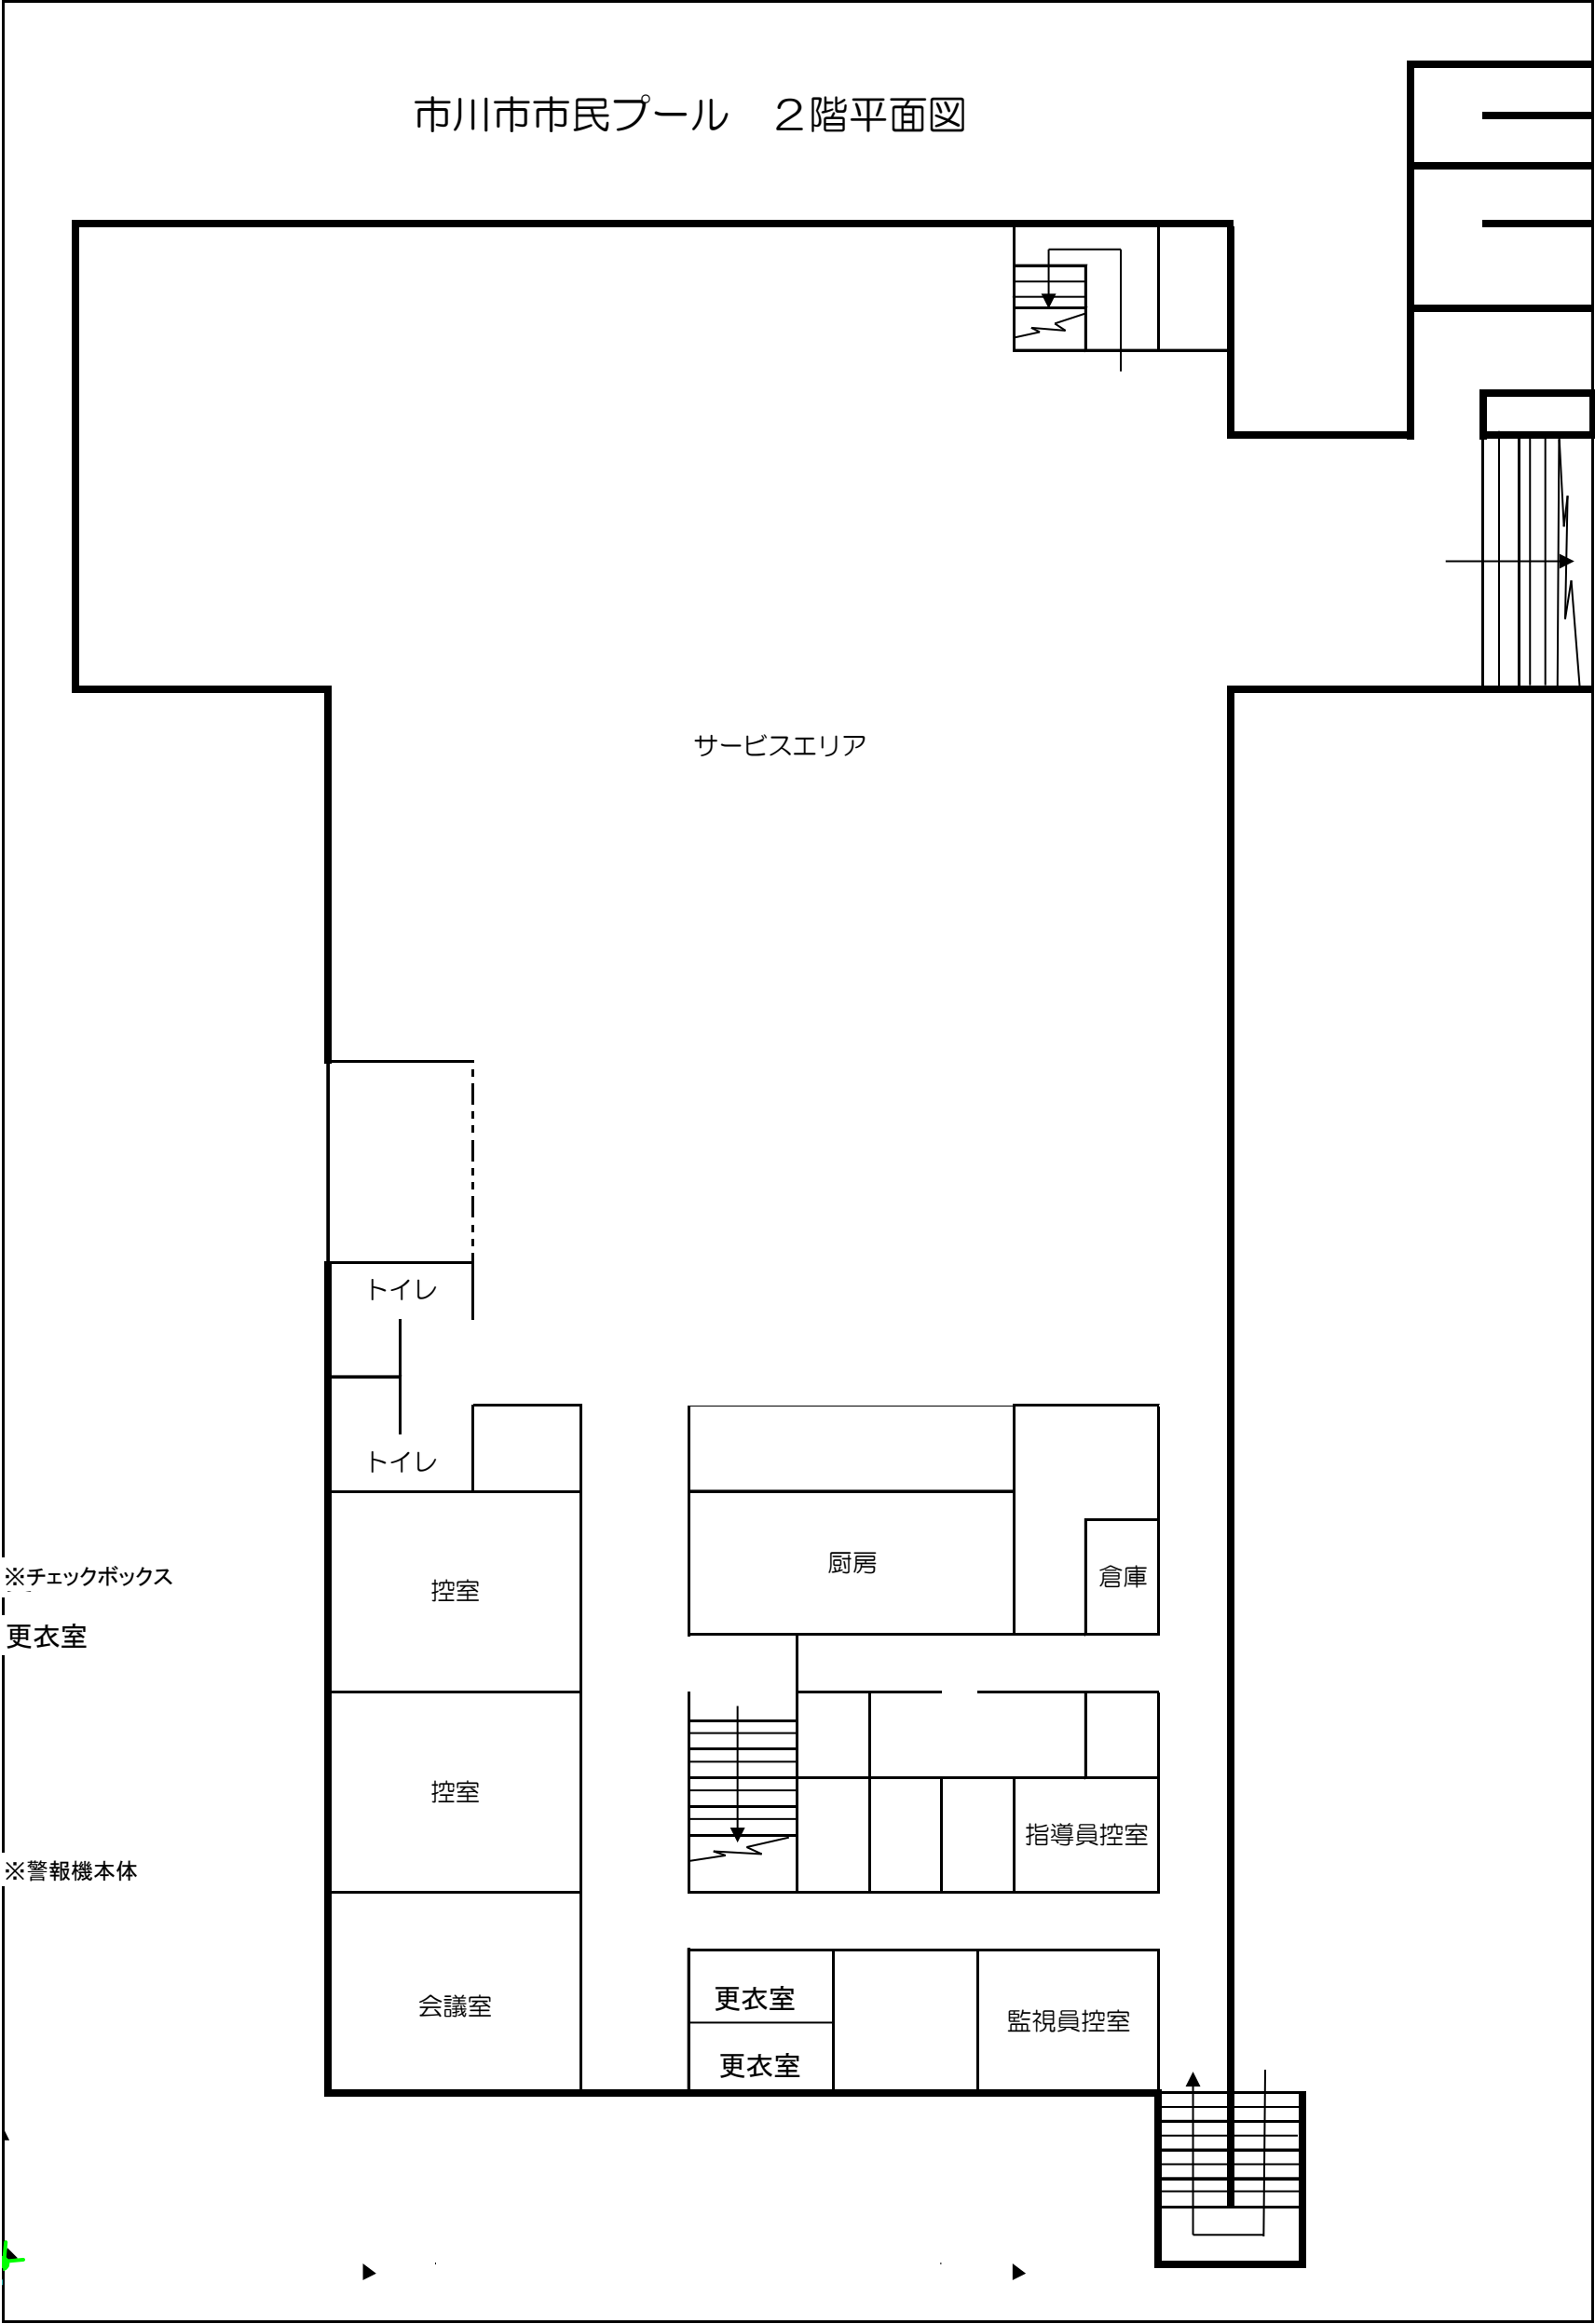 市川市市民プール　２階平面図
サービスエリア
トイレ
トイレ
厨房
倉庫
※チェックボックス
控室
更衣室
控室
指導員控室
※警報機本体
更衣室
会議室
監視員控室
更衣室